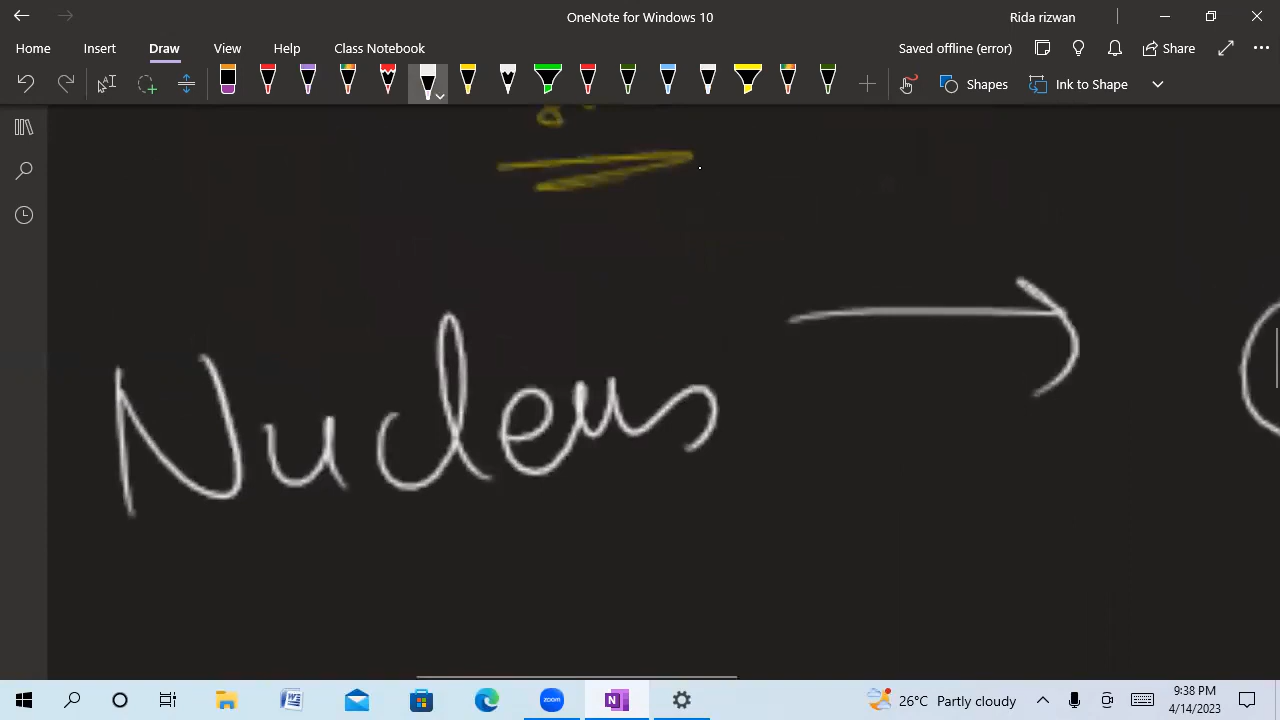 OneNote for Windows 10
Rida rizwan
Home Insert Draw View Help Class Notebook
Saved offline (error)
Share
Shapes
Ink to Shape
Nucleus →
zoom
26°C Partly cloudy
9:38 PM
4/14/2023